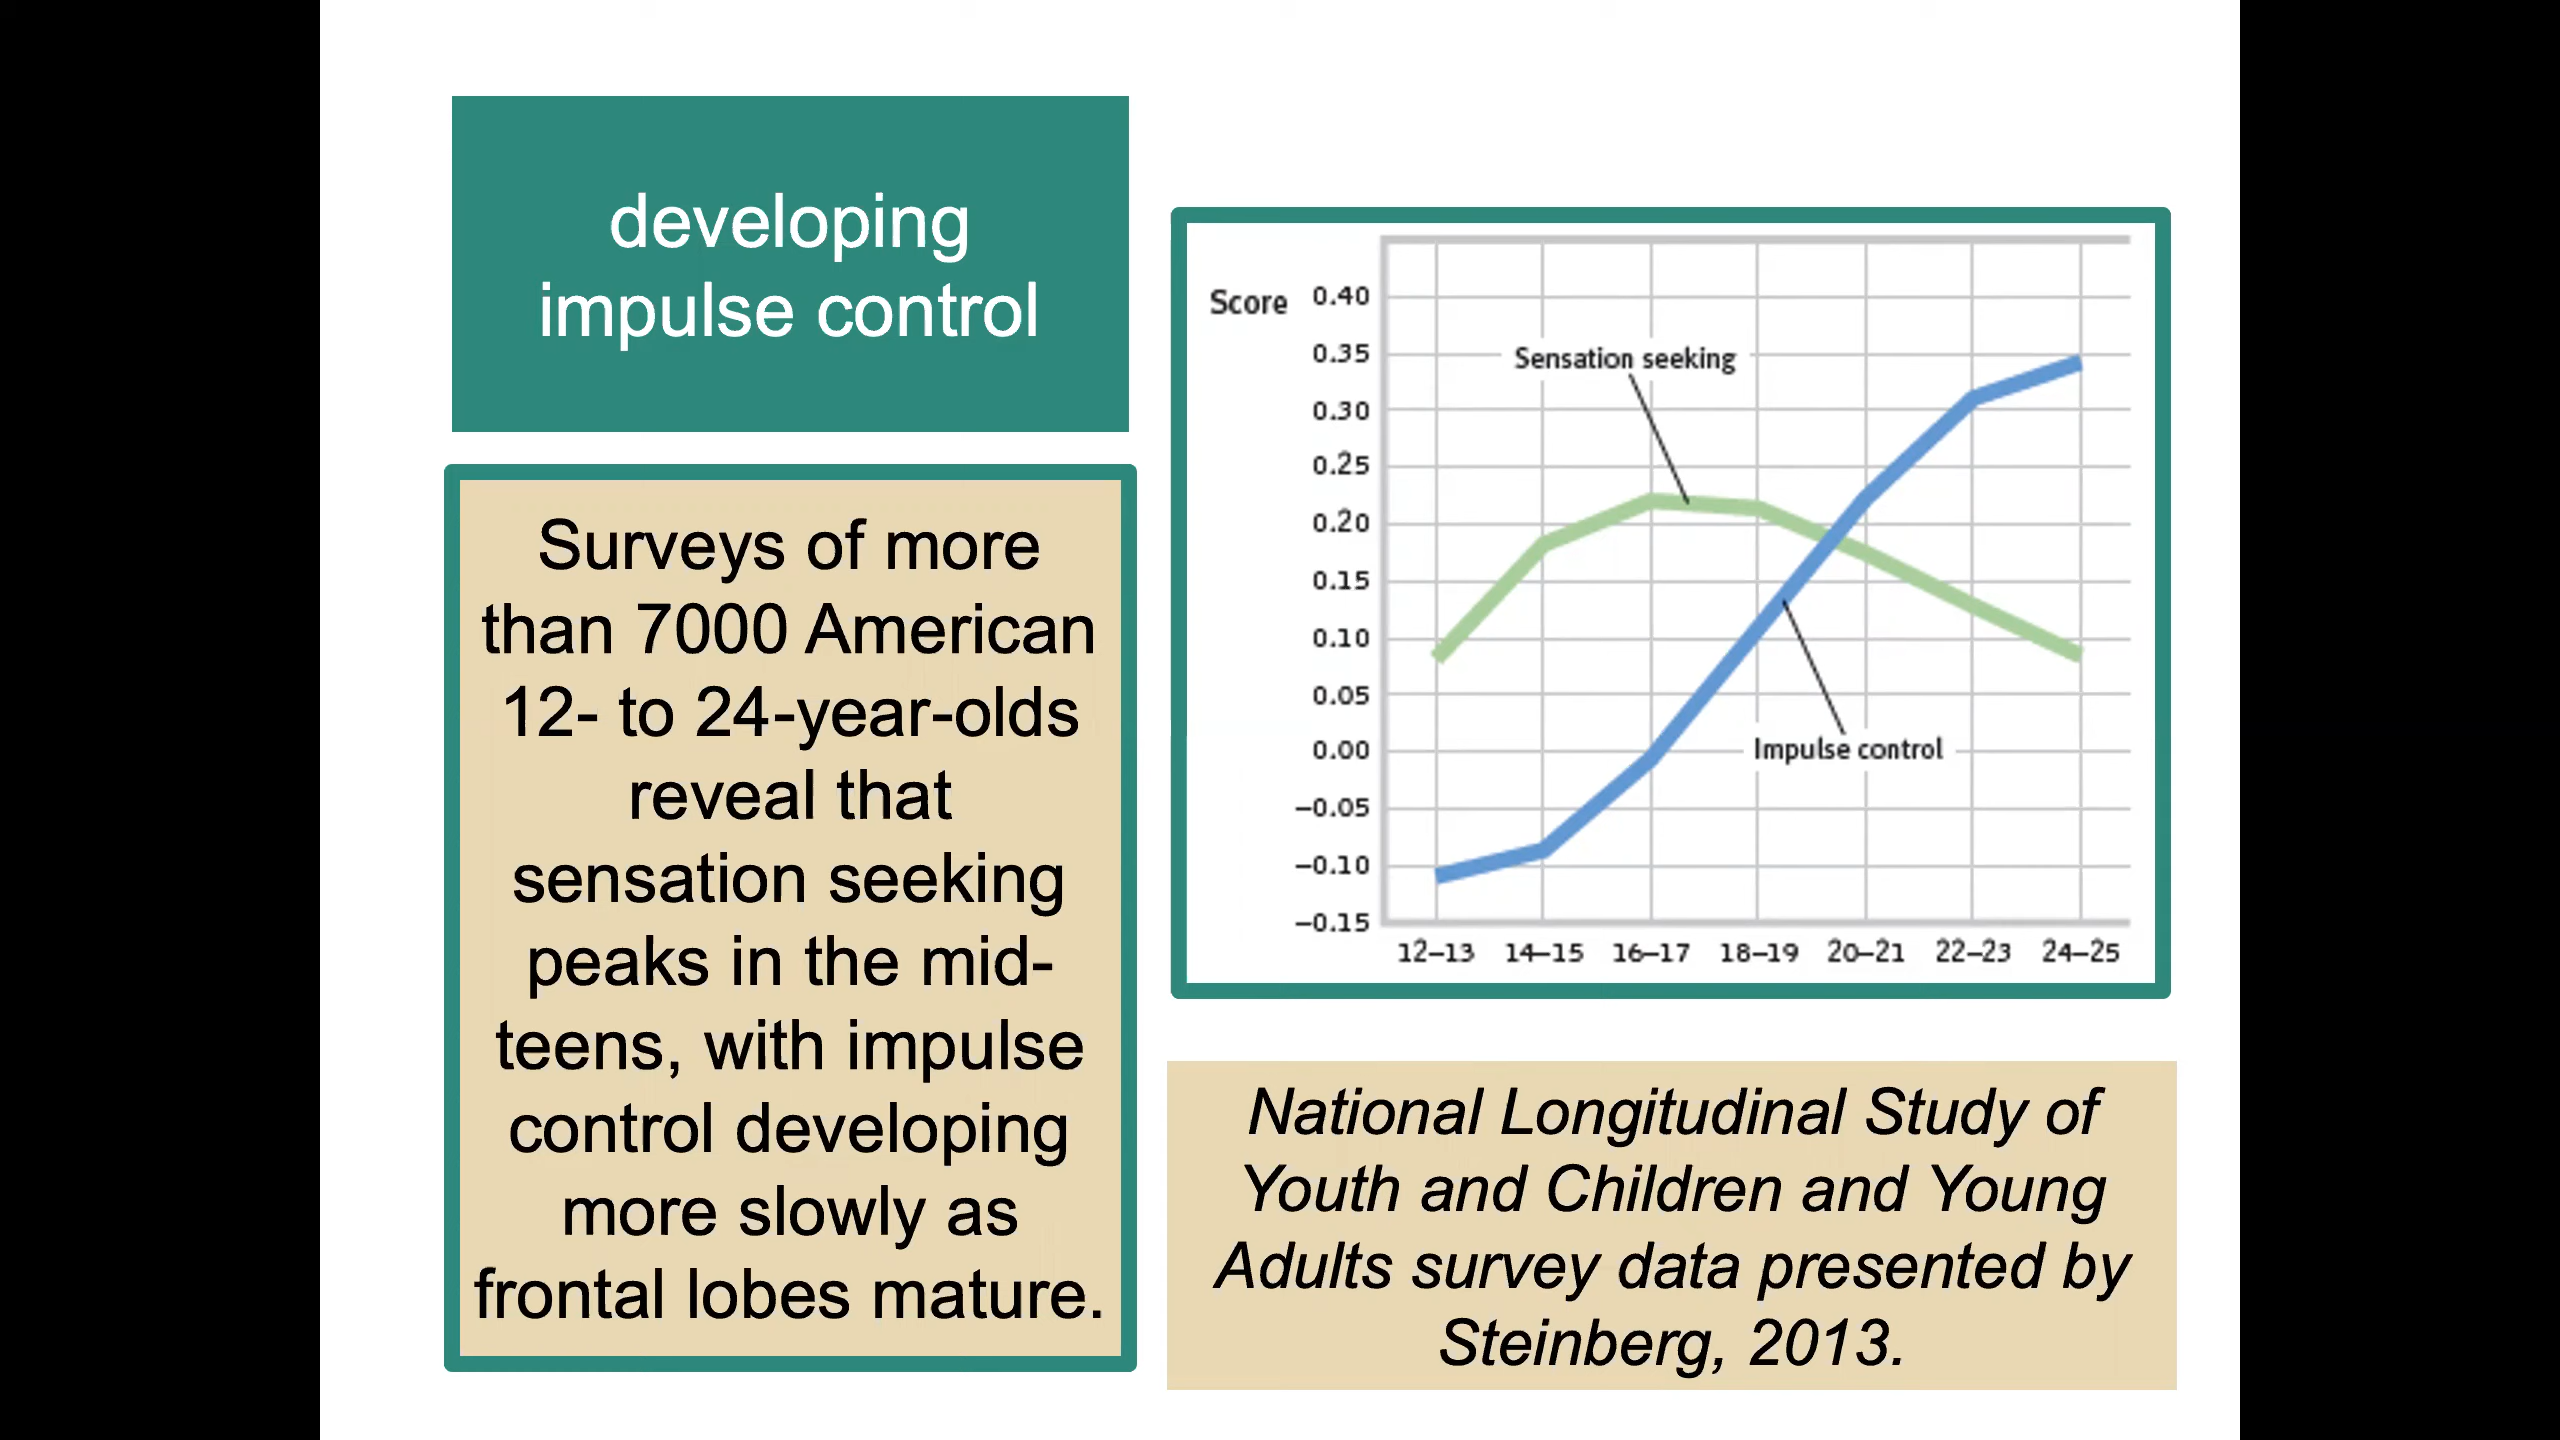 developing
impulse control
Surveys of more
than 7000 American
12- to 24-year-olds
reveal that
sensation seeking
peaks in the mid-
teens, with impulse
control developing
more slowly as
frontal lobes mature.
Score
0.40
0.35
0.30
0.25
0.20
0.15
0.10
0.05
0.00
–0.05
–0.10
–0.15
Sensation seeking
Impulse control
12–13 14–15 16–17 18–19 20–21 22–23 24–25
National Longitudinal Study of
Youth and Children and Young
Adults survey data presented by
Steinberg, 2013.